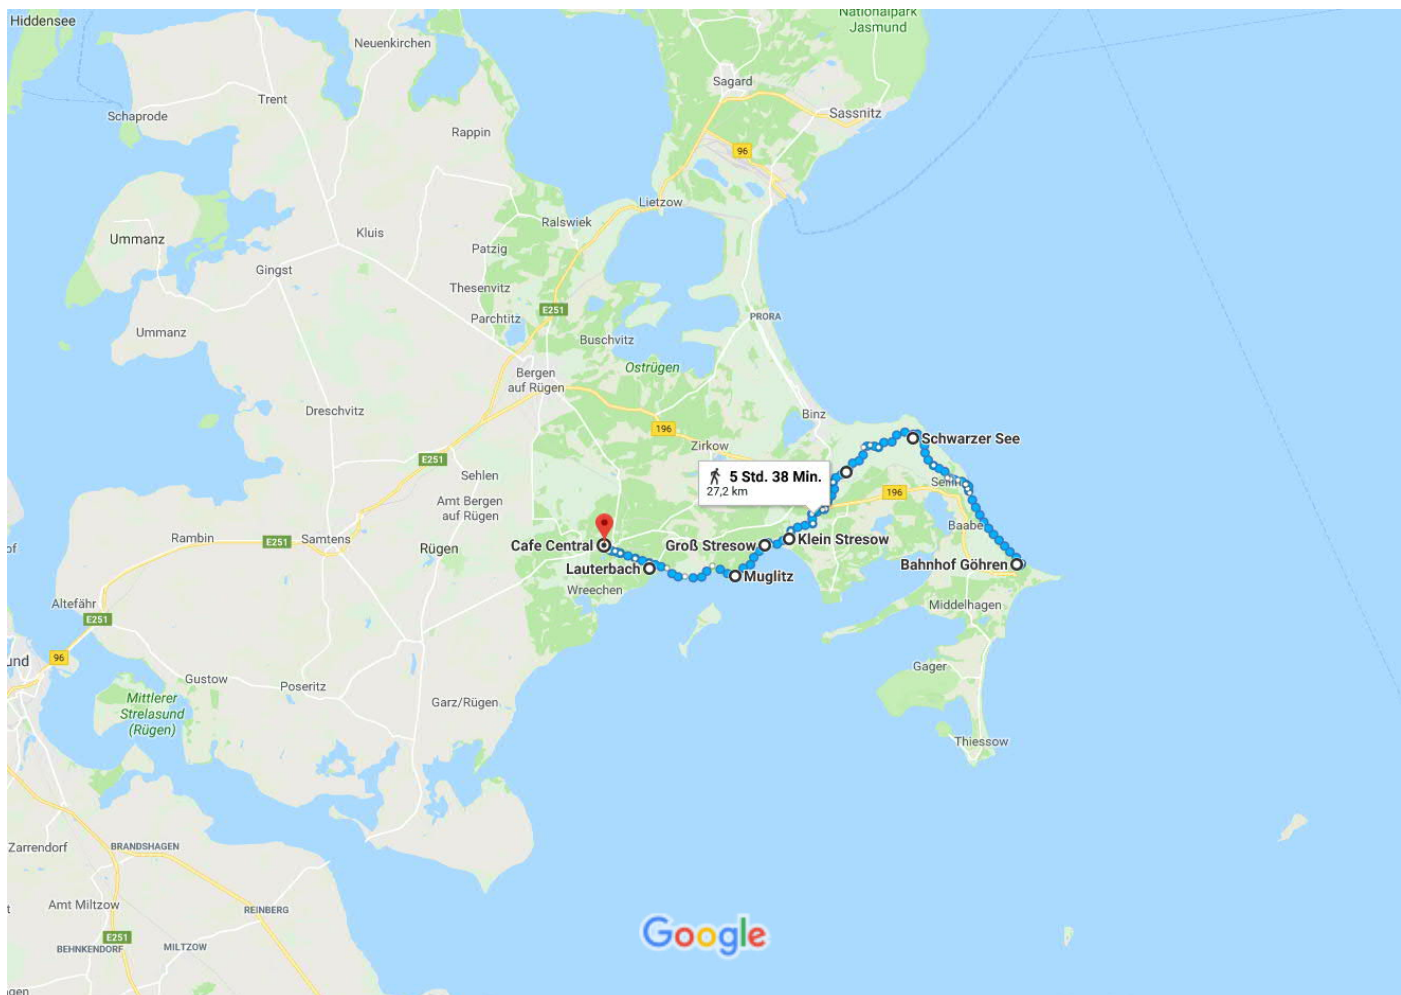 Hiddensee
Nationalpark
Jasmund
Neuenkirchen
Sagard
Trent
Schaprode
Sassnitz
Rappin
96
Lietzow
Ralswiek
Ummanz
Kluis
Patzig
Gingst
Thesenvitz
E251
Parchtitz
PRORA
Ummanz
Buschvitz
Bergen
auf Rügen
Ostrügen
Dreschvitz
Binz
196
Zirkow
Schwarzer See
E251
Sehlen
5 Std. 38 Min.
27,2 km
196
Amt Bergen
auf Rügen
Baabe
Rambin
E251
Samtens
Rügen
Cafe Central
Groß Stresow
Klein Stresow
Lauterbach
Muglitz
Bahnhof Göhren
Wreechen
Altefähr
E251
Middelhagen
96
Gustow
Poseritz
Gager
Mittlerer
Strelasund
(Rügen)
Garz/Rügen
Thiessow
Zarrendorf
BRANDSHAGEN
Amt Miltzow
REINBERG
E251
BEHNKENDORF
MILTZOW
Google